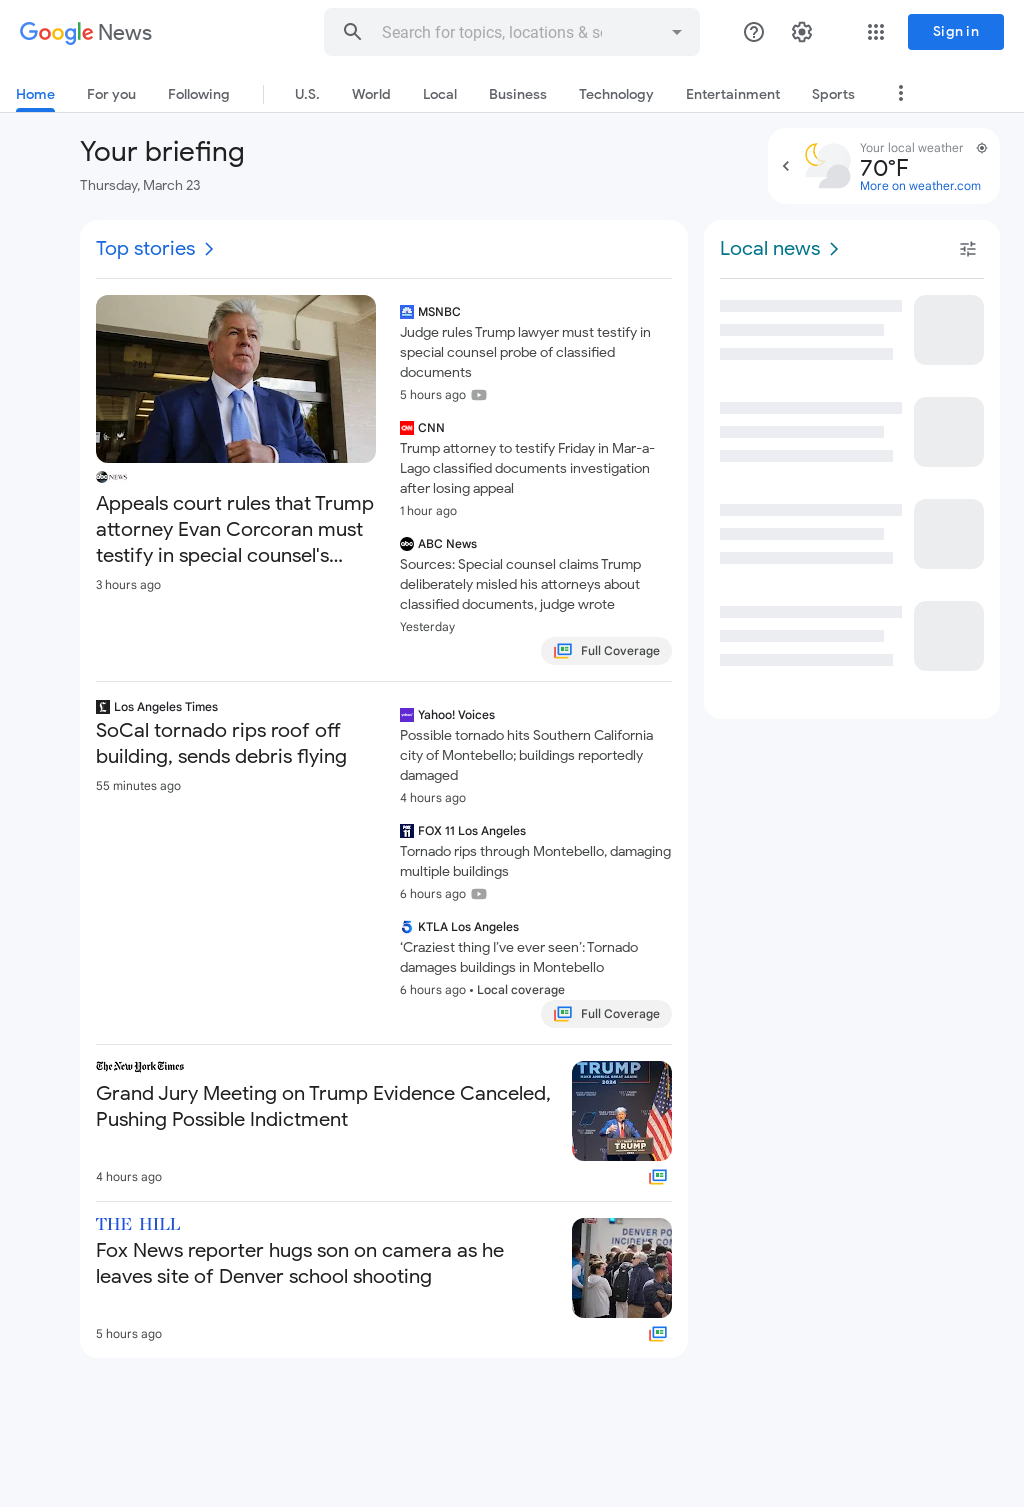 Google News
Search for topics, locations & s
Sign in
Home
For you
Following
U.S.
World
Local
Business
Technology
Entertainment
Sports
Your briefing
Thursday, March 23
Your local weather
70°F
More on weather.com
Top stories
Local news
abc NEWS
Appeals court rules that Trump
attorney Evan Corcoran must
testify in special counsel's...
3 hours ago
MSNBC
Judge rules Trump lawyer must testify in
special counsel probe of classified
documents
5 hours ago
CNN
Trump attorney to testify Friday in Mar-a-
Lago classified documents investigation
after losing appeal
1 hour ago
abc ABC News
Sources: Special counsel claims Trump
deliberately misled his attorneys about
classified documents, judge wrote
Yesterday
Full Coverage
Los Angeles Times
SoCal tornado rips roof off
building, sends debris flying
55 minutes ago
Yahoo! Voices
Possible tornado hits Southern California
city of Montebello; buildings reportedly
damaged
4 hours ago
FOX 11 Los Angeles
Tornado rips through Montebello, damaging
multiple buildings
6 hours ago
5 KTLA Los Angeles
‘Craziest thing I’ve ever seen’: Tornado
damages buildings in Montebello
6 hours ago • Local coverage
Full Coverage
The New York Times
Grand Jury Meeting on Trump Evidence Canceled,
Pushing Possible Indictment
4 hours ago
TRUMP
MAKE AMERICA GREAT AGAIN!
2024
TRUMP
THE HILL
Fox News reporter hugs son on camera as he
leaves site of Denver school shooting
5 hours ago
DENVER PO
INCIDENT COM